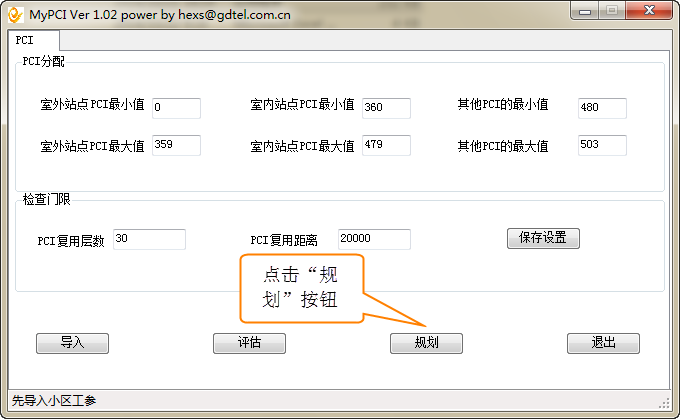 MyPCI Ver 1.02 power by hexs@gdtel.com.cn
PCI
PCI分配
室外站点PCI最小值 0 室内站点PCI最小值 360 其他PCI的最小值 480
室外站点PCI最大值 359 室内站点PCI最大值 479 其他PCI的最大值 503
检查门限
PCI复用层数 30 PCI复用距离 20000 保存设置
点击“规
划”按钮
导入 评估 规划 退出
先导入小区工参